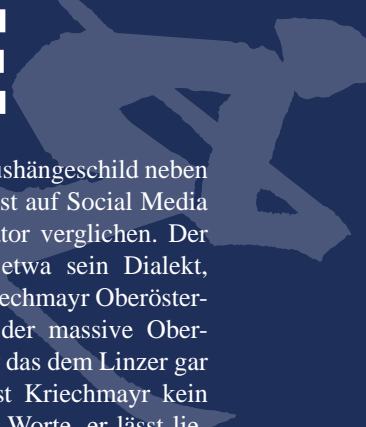 E
ushängeschild neben
st auf Social Media
tor verglichen. Der
etwa sein Dialekt,
iechmayr Oberöster-
der massive Ober-
das dem Linzer gar
st Kriechmayr kein
Worte, er lässt lie-